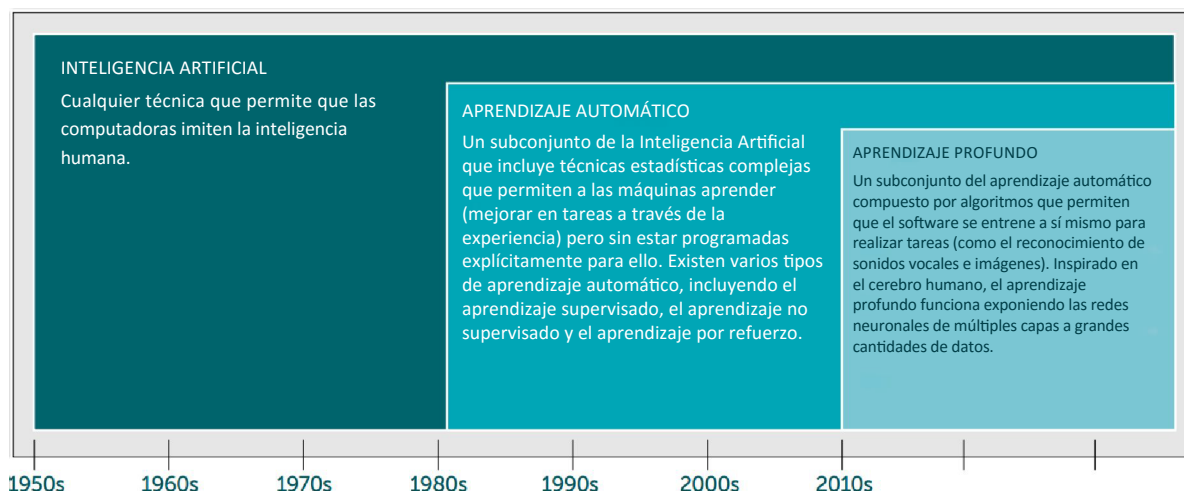 INTELIGENCIA ARTIFICIAL
Cualquier técnica que permite que las
computadoras imiten la inteligencia
humana.
APRENDIZAJE AUTOMÁTICO
Un subconjunto de la Inteligencia Artificial
que incluye técnicas estadísticas complejas
que permiten a las máquinas aprender
(mejorar en tareas a través de la
experiencia) pero sin estar programadas
explícitamente para ello. Existen varios tipos
de aprendizaje automático, incluyendo el
aprendizaje supervisado, el aprendizaje no
supervisado y el aprendizaje por refuerzo.
APRENDIZAJE PROFUNDO
Un subconjunto del aprendizaje automático
compuesto por algoritmos que permiten
que el software se entrene a sí mismo para
realizar tareas (como el reconocimiento de
sonidos vocales e imágenes). Inspirado en
el cerebro humano, el aprendizaje
profundo funciona exponiendo las redes
neuronales de múltiples capas a grandes
cantidades de datos.
1950s 1960s 1970s 1980s 1990s 2000s 2010s